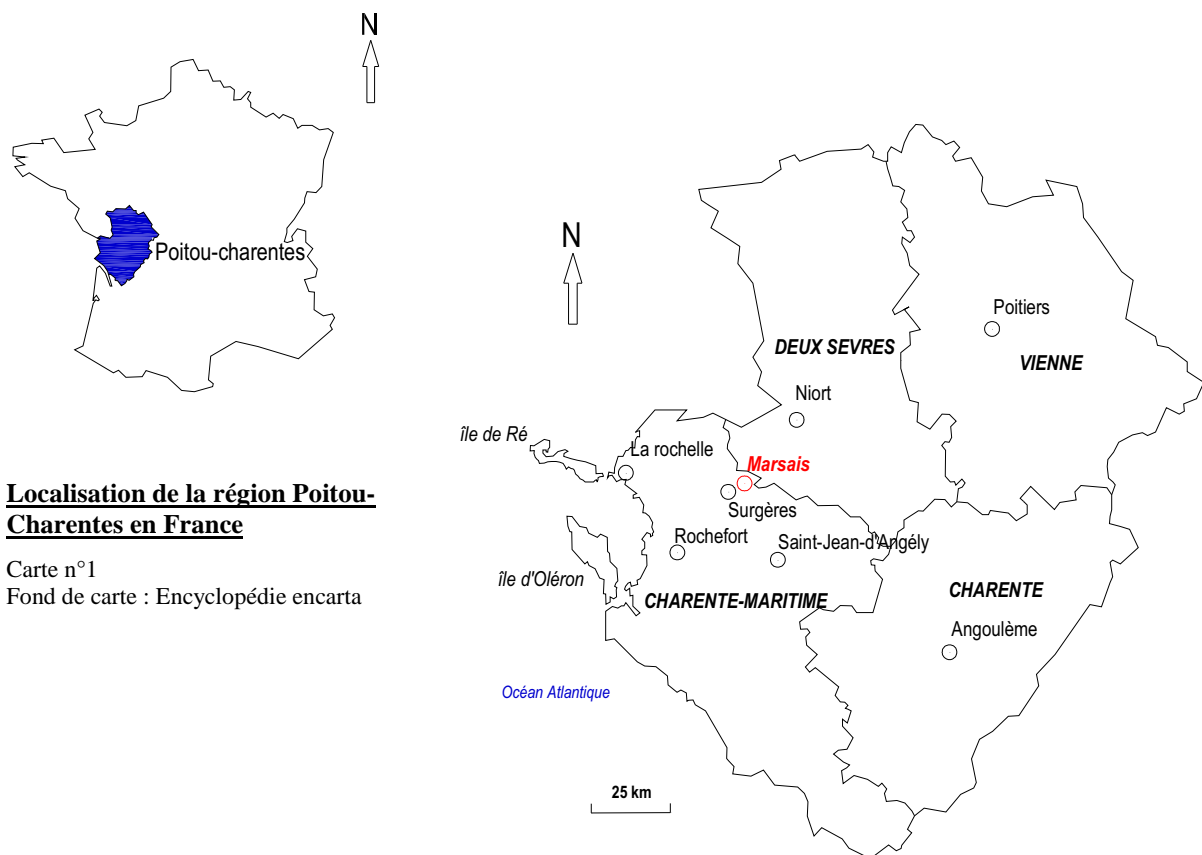 N
Poitou-charentes
Localisation de la région Poitou-
Charentes en France
Carte n°1
Fond de carte : Encyclopédie encarta
N
Poitiers
DEUX SEVRES
VIENNE
Niort
île de Ré
La rochelle
Marsais
Surgères
Rochefort
Saint-Jean-d'Angély
île d'Oléron
CHARENTE-MARITIME
CHARENTE
Angoulème
Océan Atlantique
25 km